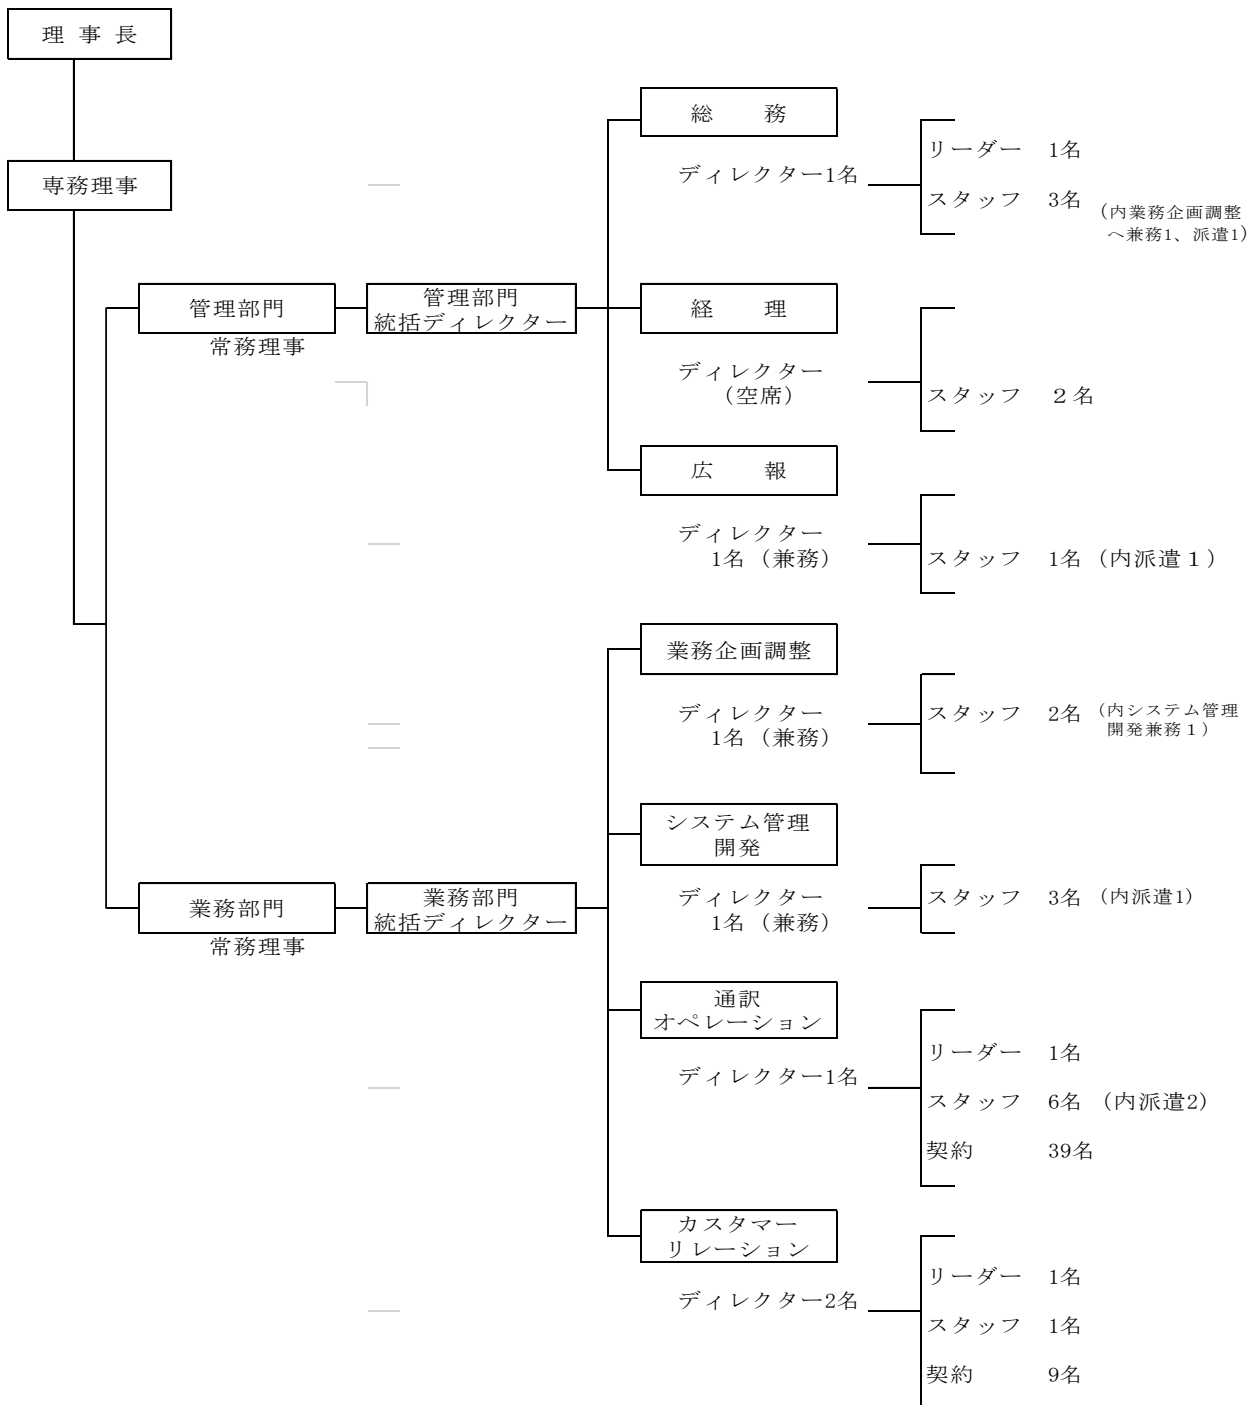 理 事 長
専務理事
管理部門
常務理事
管理部門
統括ディレクター
総　　務
ディレクター1名
リーダー　1名
スタッフ　3名
(内業務企画調整
へ兼務1、派遣1)
経　　理
ディレクター
（空席）
スタッフ　２名
広　　報
ディレクター
1名（兼務）
スタッフ　1名（内派遣１）
業務部門
常務理事
業務部門
統括ディレクター
業務企画調整
ディレクター
1名（兼務）
スタッフ　2名
（内システム管理
開発兼務１）
システム管理
開発
ディレクター
1名（兼務）
スタッフ　3名（内派遣1）
通訳
オペレーション
ディレクター1名
リーダー　1名
スタッフ　6名（内派遣2）
契約　　　39名
カスタマー
リレーション
ディレクター2名
リーダー　1名
スタッフ　1名
契約　　　9名